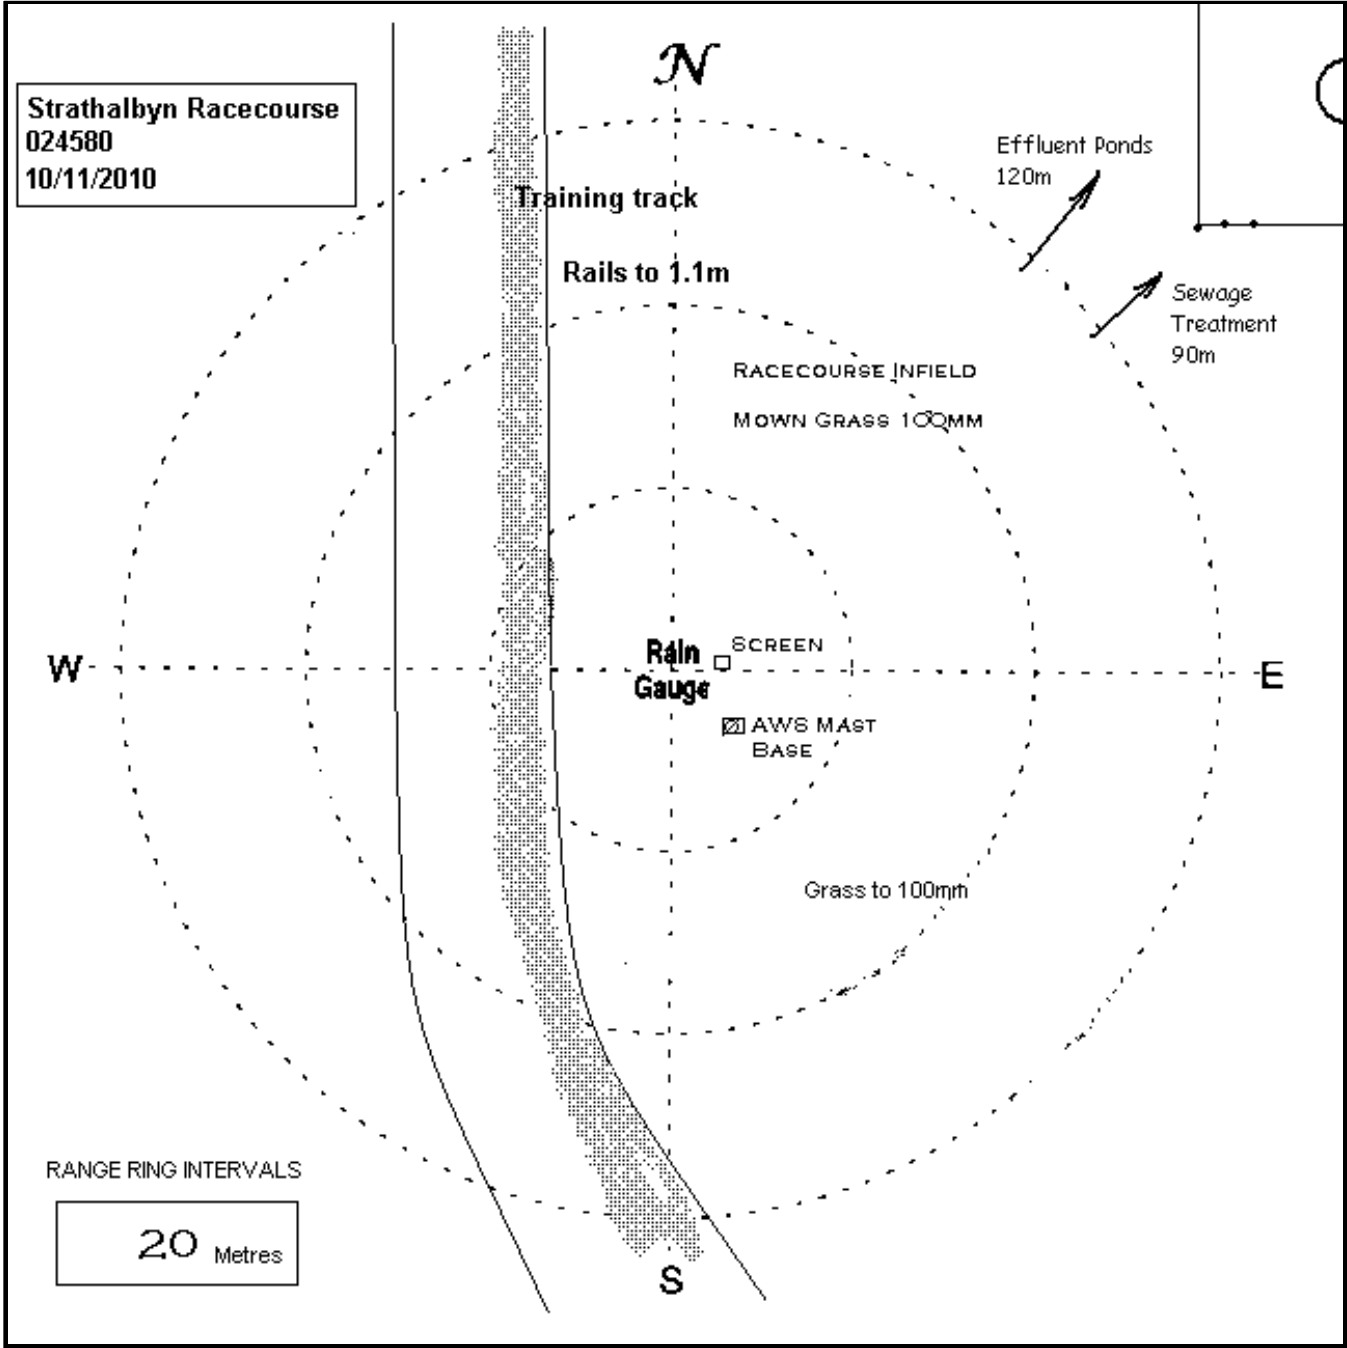 N
Strathalbyn Racecourse
024580
10/11/2010
Effluent Ponds
120m
Training track
Rails to 1.1m
Sewage
Treatment
90m
RACECOURSE INFIELD
MOWN GRASS 100MM
W
Rain
Gauge
SCREEN
E
AWS MAST
BASE
Grass to 100mm
RANGE RING INTERVALS
20 Metres
S